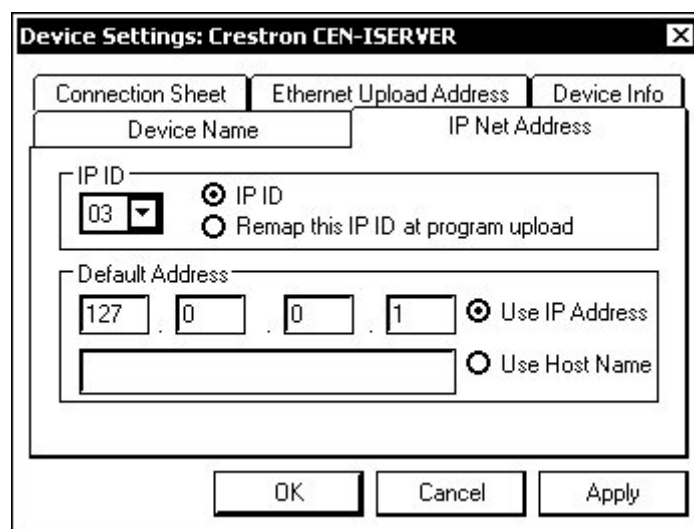 Device Settings: Crestron CEN-ISERVER
Connection Sheet
Ethernet Upload Address
Device Info
Device Name
IP Net Address
IP ID
03
IP ID
Remap this IP ID at program upload
Default Address
127 . 0 . 0 . 1
Use IP Address
Use Host Name
OK
Cancel
Apply